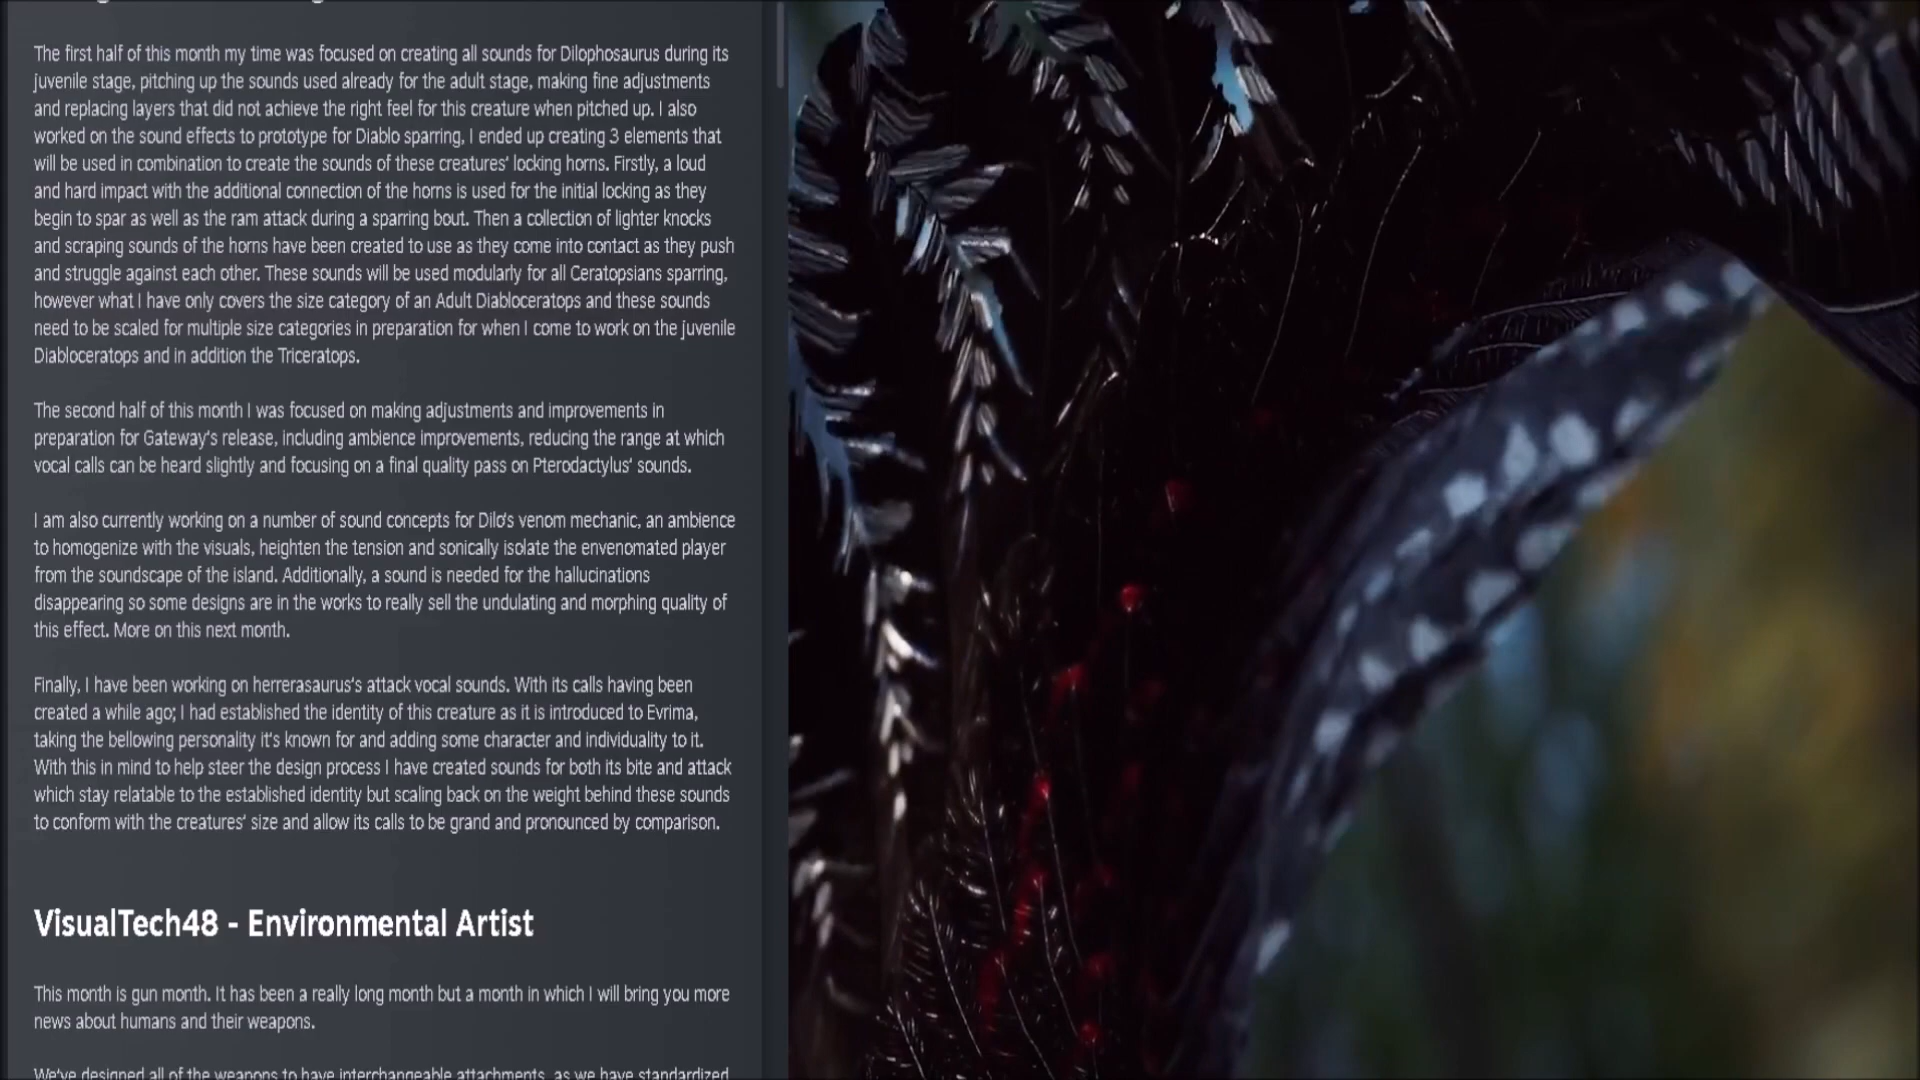 The first half of this month my time was focused on creating all sounds for Dilophosaurus during its
juvenile stage, pitching up the sounds used already for the adult stage, making fine adjustments
and replacing layers that did not achieve the right feel for this creature when pitched up. I also
worked on the sound effects to prototype for Diablo sparring, I ended up creating 3 elements that
will be used in combination to create the sounds of these creatures' locking horns. Firstly, a loud
and hard impact with the additional connection of the horns is used for the initial locking as they
begin to spar as well as the ram attack during a sparring bout. Then a collection of lighter knocks
and scraping sounds of the horns have been created to use as they come into contact as they push
and struggle against each other. These sounds will be used modularly for all Ceratopsians sparring,
however what I have only covers the size category of an Adult Diabloceratops and these sounds
need to be scaled for multiple size categories in preparation for when I come to work on the juvenile
Diabloceratops and in addition the Triceratops.
The second half of this month I was focused on making adjustments and improvements in
preparation for Gateway's release, including ambience improvements, reducing the range at which
vocal calls can be heard slightly and focusing on a final quality pass on Pterodactylus' sounds.
I am also currently working on a number of sound concepts for Dilo's venom mechanic, an ambience
to homogenize with the visuals, heighten the tension and sonically isolate the envenomated player
from the soundscape of the island. Additionally, a sound is needed for the hallucinations
disappearing so some designs are in the works to really sell the undulating and morphing quality of
this effect. More on this next month.
Finally, I have been working on herrerasaurus's attack vocal sounds. With its calls having been
created a while ago; I had established the identity of this creature as it is introduced to Evrima,
taking the bellowing personality it's known for and adding some character and individuality to it.
With this in mind to help steer the design process I have created sounds for both its bite and attack
which stay relatable to the established identity but scaling back on the weight behind these sounds
to conform with the creatures' size and allow its calls to be grand and pronounced by comparison.
VisualTech48 - Environmental Artist
This month is gun month. It has been a really long month but a month in which I will bring you more
news about humans and their weapons.
We've designed all of the weapons to have interchangeable attachments, as we have standardized